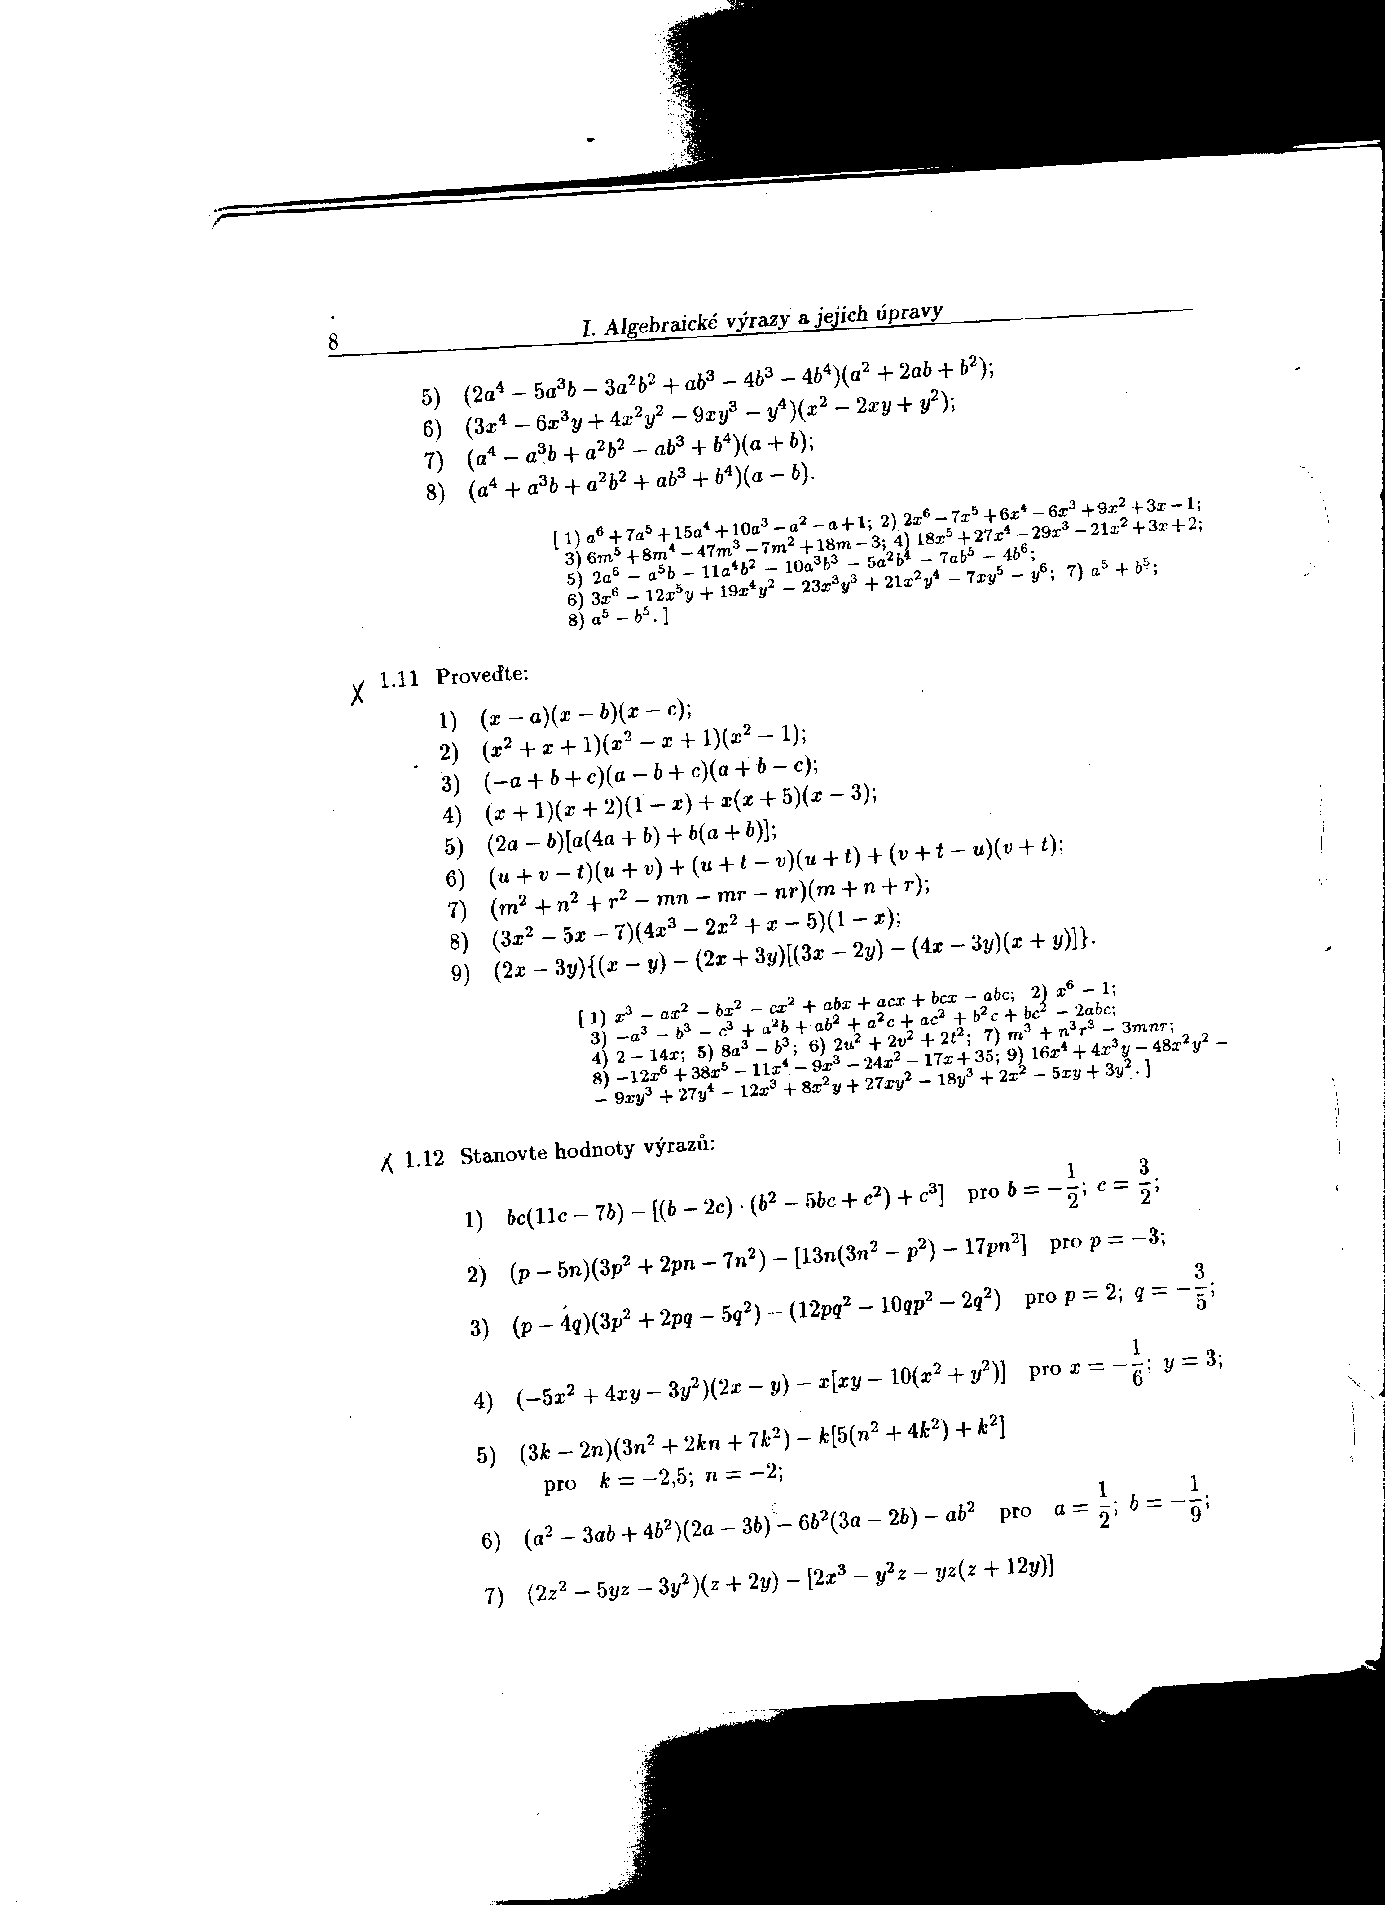 8
I. Algebraické výrazy a jejich úpravy
5) (2a⁴ − 5a³b − 3a²b² + ab³ − 4b³ − 4b⁴)(a² + 2ab + b²);
6) (3x⁴ − 6x³y + 4x²y² − 9xy³ − y⁴)(x² − 2xy + y²);
7) (a⁴ − a³b + a²b² − ab³ + b⁴)(a + b);
8) (a⁴ + a³b + a²b² + ab³ + b⁴)(a − b).
[ 1) a⁶ + 7a⁵ + 15a⁴ + 10a³ − a² − a + 1; 2) 2x⁶ − 7x⁵ + 6x⁴ − 6x³ + 9x² + 3x − 1;
3) 6m⁵ + 8m⁴ − 47m³ − 7m² + 18m − 3; 4) 18x⁵ + 27x⁴ − 29x³ − 21x² + 3x + 2;
5) 2a⁶ − a⁵b − 11a⁴b² − 10a³b³ − 5a²b⁴ − 7ab⁵ − 4b⁶;
6) 3x⁶ − 12x⁵y + 19x⁴y² − 23x³y³ + 21x²y⁴ − 7xy⁵ − y⁶; 7) a⁵ + b⁵;
8) a⁵ − b⁵. ]
X 1.11 Proveďte:
1) (x − a)(x − b)(x − c);
2) (x² + x + 1)(x² − x + 1)(x² − 1);
3) (−a + b + c)(a − b + c)(a + b − c);
4) (x + 1)(x + 2)(1 − x) + x(x + 5)(x − 3);
5) (2a − b)[a(4a + b) + b(a + b)];
6) (u + v − t)(u + v) + (u + t − v)(u + t) + (v + t − u)(v + t);
7) (m² + n² + r² − mn − mr − nr)(m + n + r);
8) (3x² − 5x − 7)(4x³ − 2x² + x − 5)(1 − x);
9) (2x − 3y){(x − y) − (2x + 3y)[(3x − 2y) − (4x − 3y)(x + y)]}.
[ 1) x³ − ax² − bx² − cx² + abx + acx + bcx − abc; 2) x⁶ − 1;
3) −a³ − b³ − c³ + a²b + ab² + a²c + ac² + b²c + bc² − 2abc;
4) 2 − 14x; 5) 8a³ − b³; 6) 2u² + 2v² + 2t²; 7) m³ + n³r³ − 3mnr;
8) −12x⁶ + 38x⁵ − 11x⁴ − 9x³ − 24x² − 17x + 35; 9) 16x⁴ + 4x³y − 48x²y² −
− 9xy³ + 27y⁴ − 12x³ + 8x²y + 27xy² − 18y³ + 2x² − 5xy + 3y². ]
X 1.12 Stanovte hodnoty výrazů:
1) bc(11c − 7b) − [(b − 2c) · (b² − 5bc + c²) + c³] pro b = −1/2; c = 3/2;
2) (p − 5n)(3p² + 2pn − 7n²) − [13n(3n² − p²) − 17pn²] pro p = −3;
3) (p − 4q)(3p² + 2pq − 5q²) − (12pq² − 10qp² − 2q²) pro p = 2; q = −3/5;
4) (−5x² + 4xy − 3y²)(2x − y) − x[xy − 10(x² + y²)] pro x = −1/6; y = 3;
5) (3k − 2n)(3n² + 2kn + 7k²) − k[5(n² + 4k²) + k²]
pro k = −2,5; n = −2;
6) (a² − 3ab + 4b²)(2a − 3b) − 6b²(3a − 2b) − ab² pro a = 1/2; b = −1/9;
7) (2z² − 5yz − 3y²)(z + 2y) − [2x³ − y²z − yz(z + 12y)]